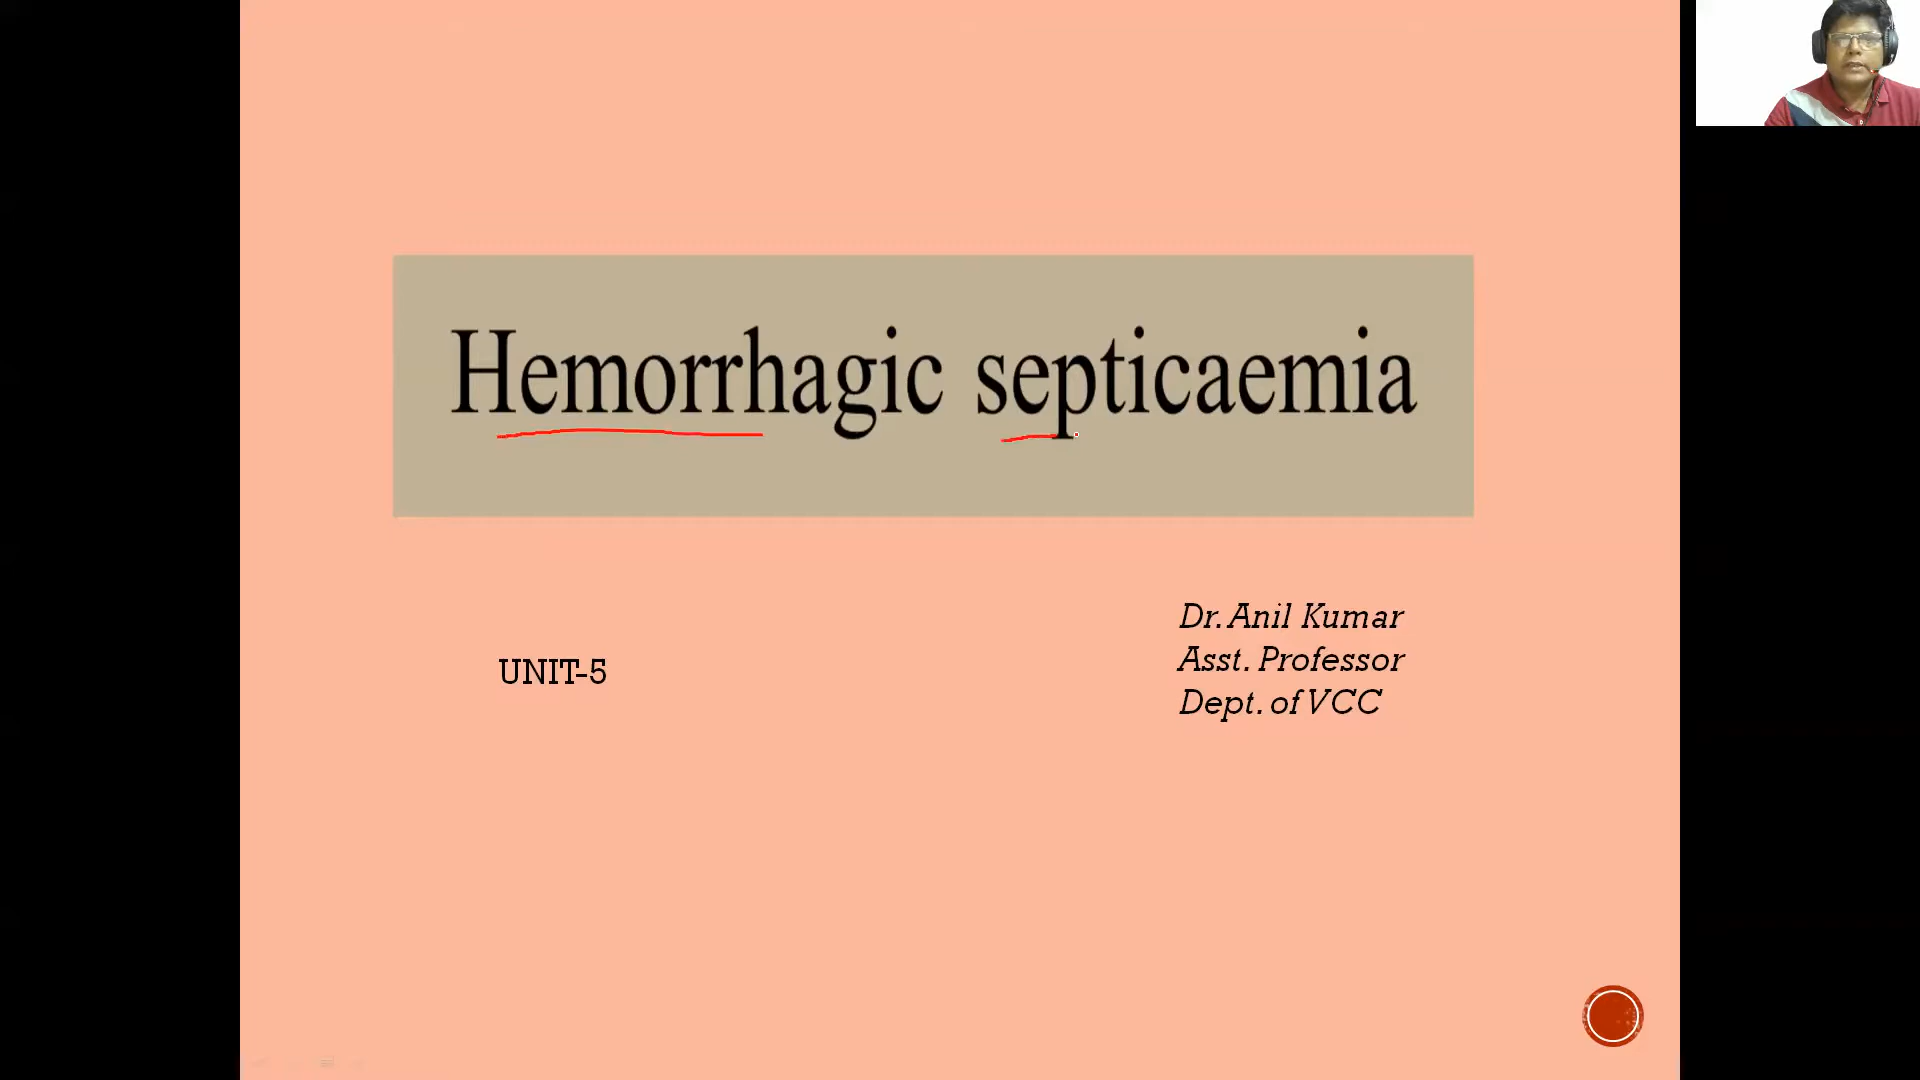 Hemorrhagic septicaemia
UNIT-5
Dr. Anil Kumar
Asst. Professor
Dept. of VCC